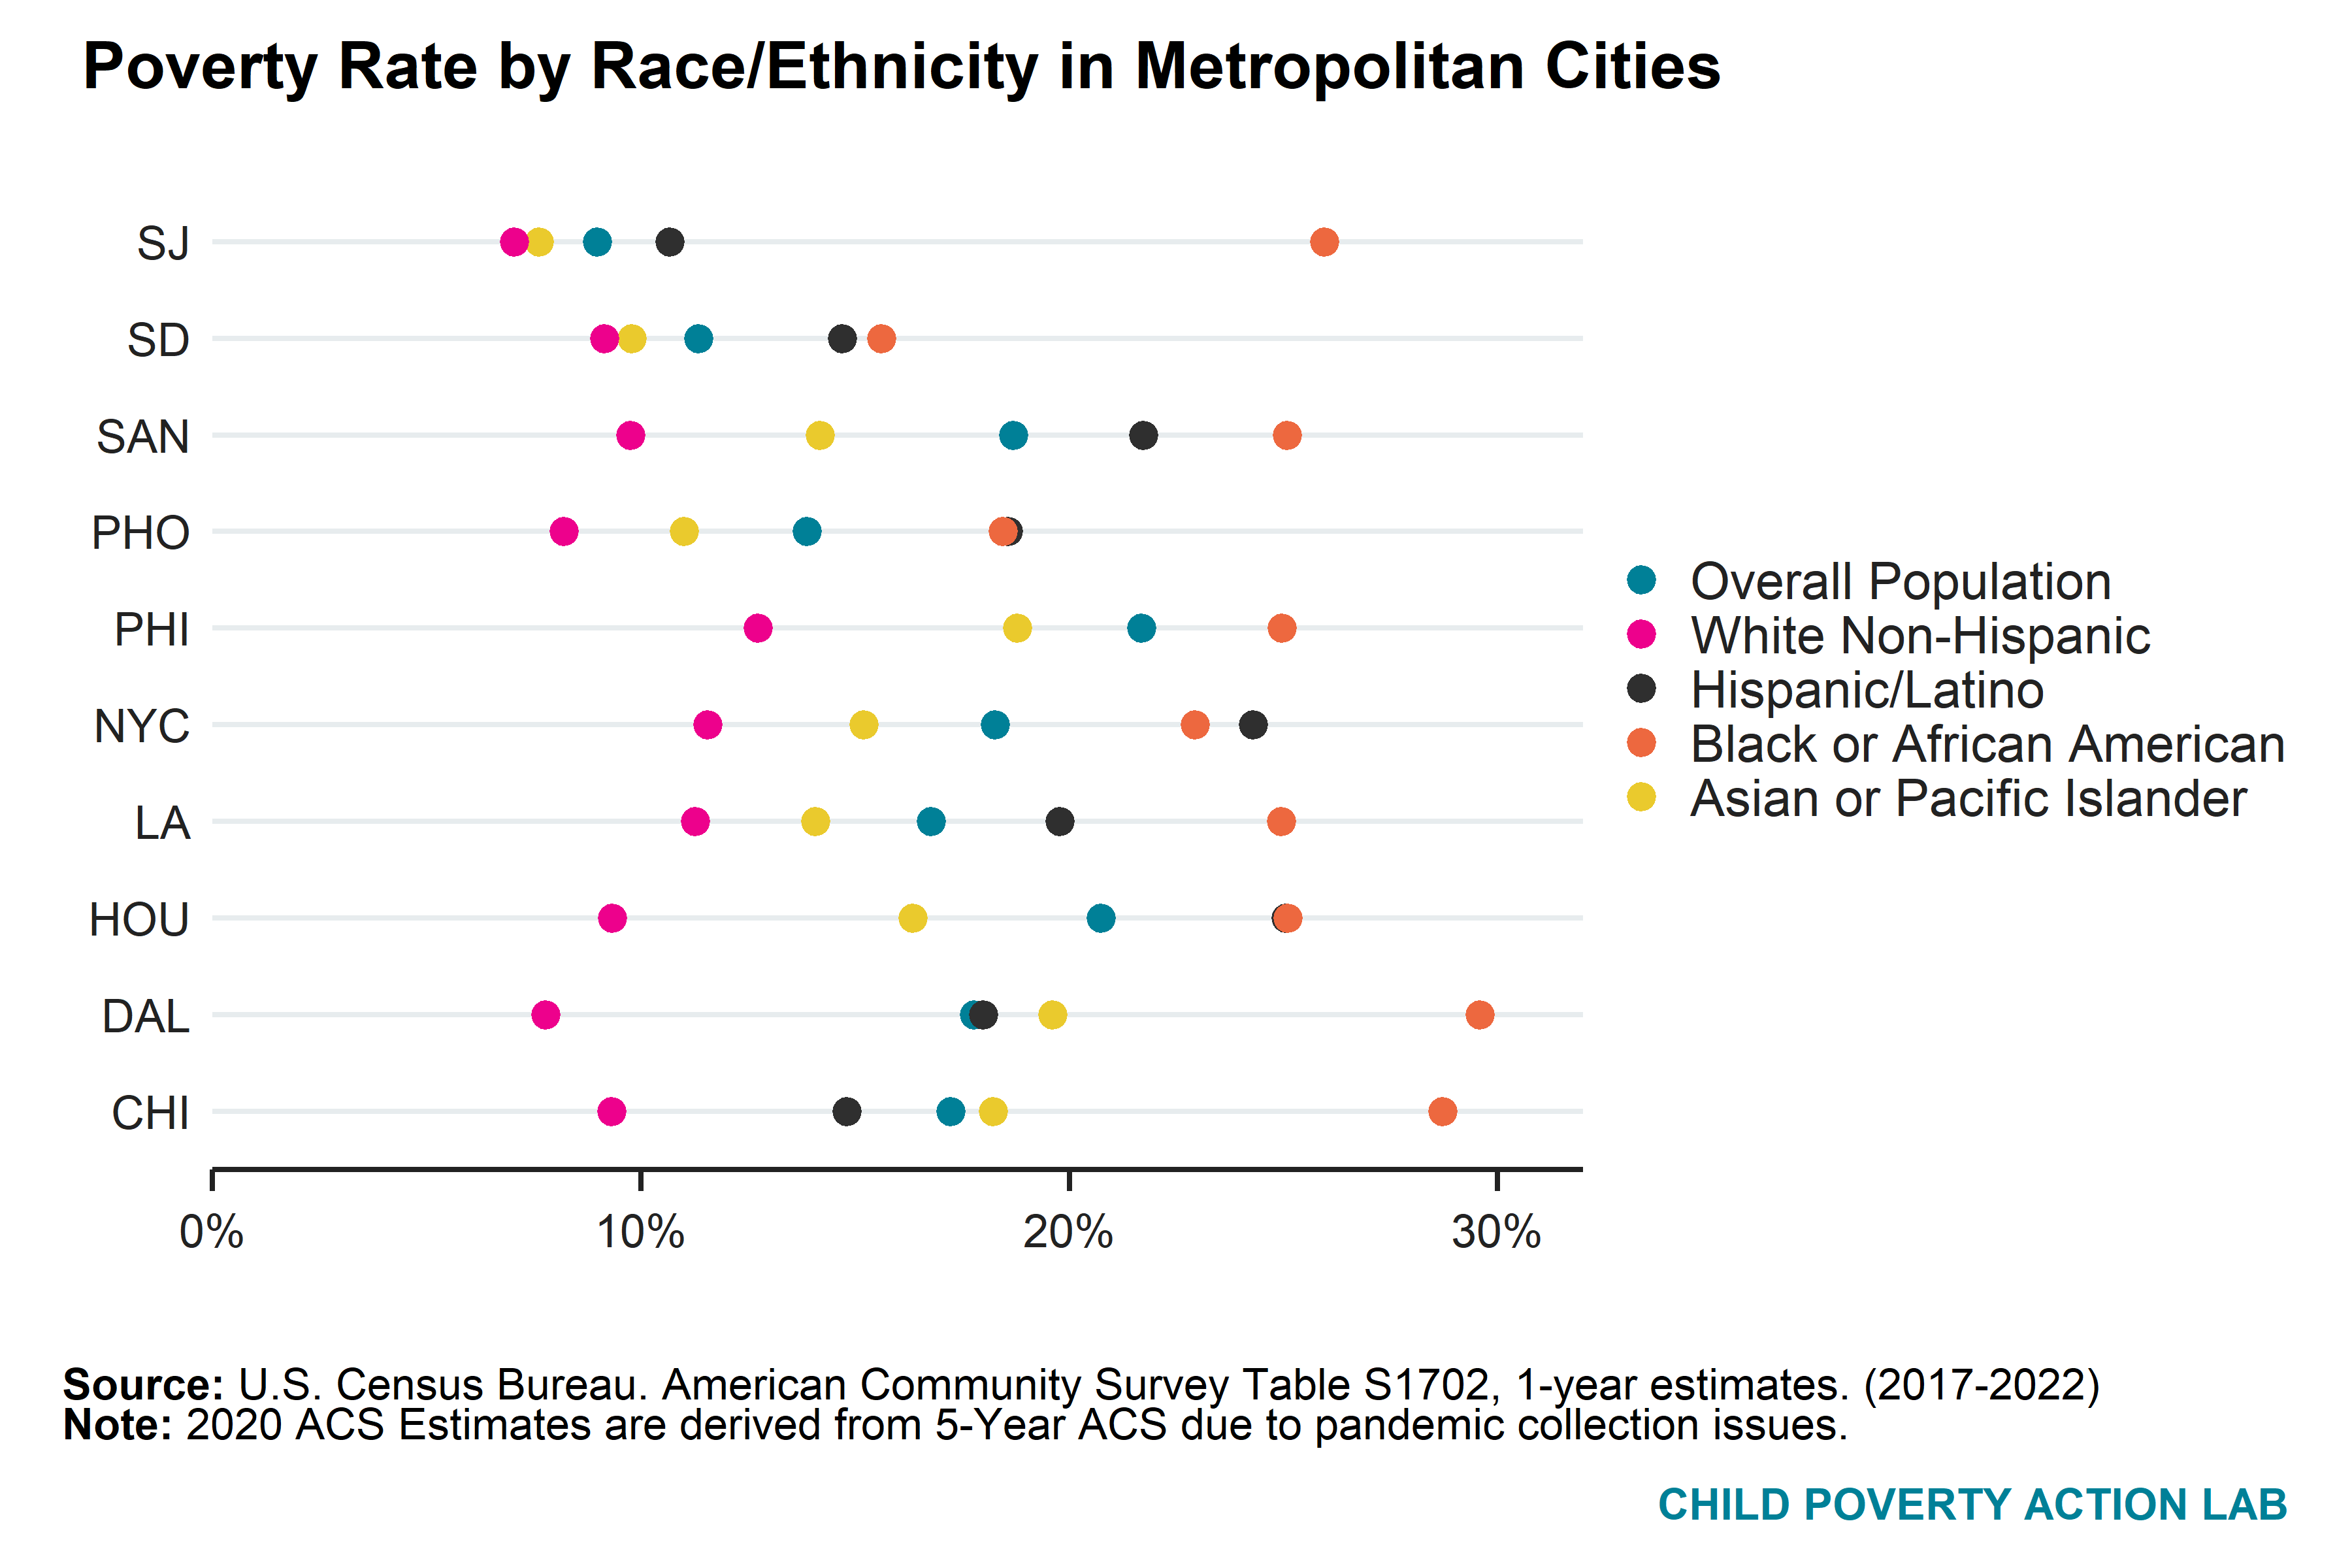 Poverty Rate by Race/Ethnicity in Metropolitan Cities
SJ
SD
SAN
PHO
PHI
NYC
LA
HOU
DAL
CHI
0%
10%
20%
30%
Overall Population
White Non-Hispanic
Hispanic/Latino
Black or African American
Asian or Pacific Islander
Source: U.S. Census Bureau. American Community Survey Table S1702, 1-year estimates. (2017-2022)
Note: 2020 ACS Estimates are derived from 5-Year ACS due to pandemic collection issues.
CHILD POVERTY ACTION LAB